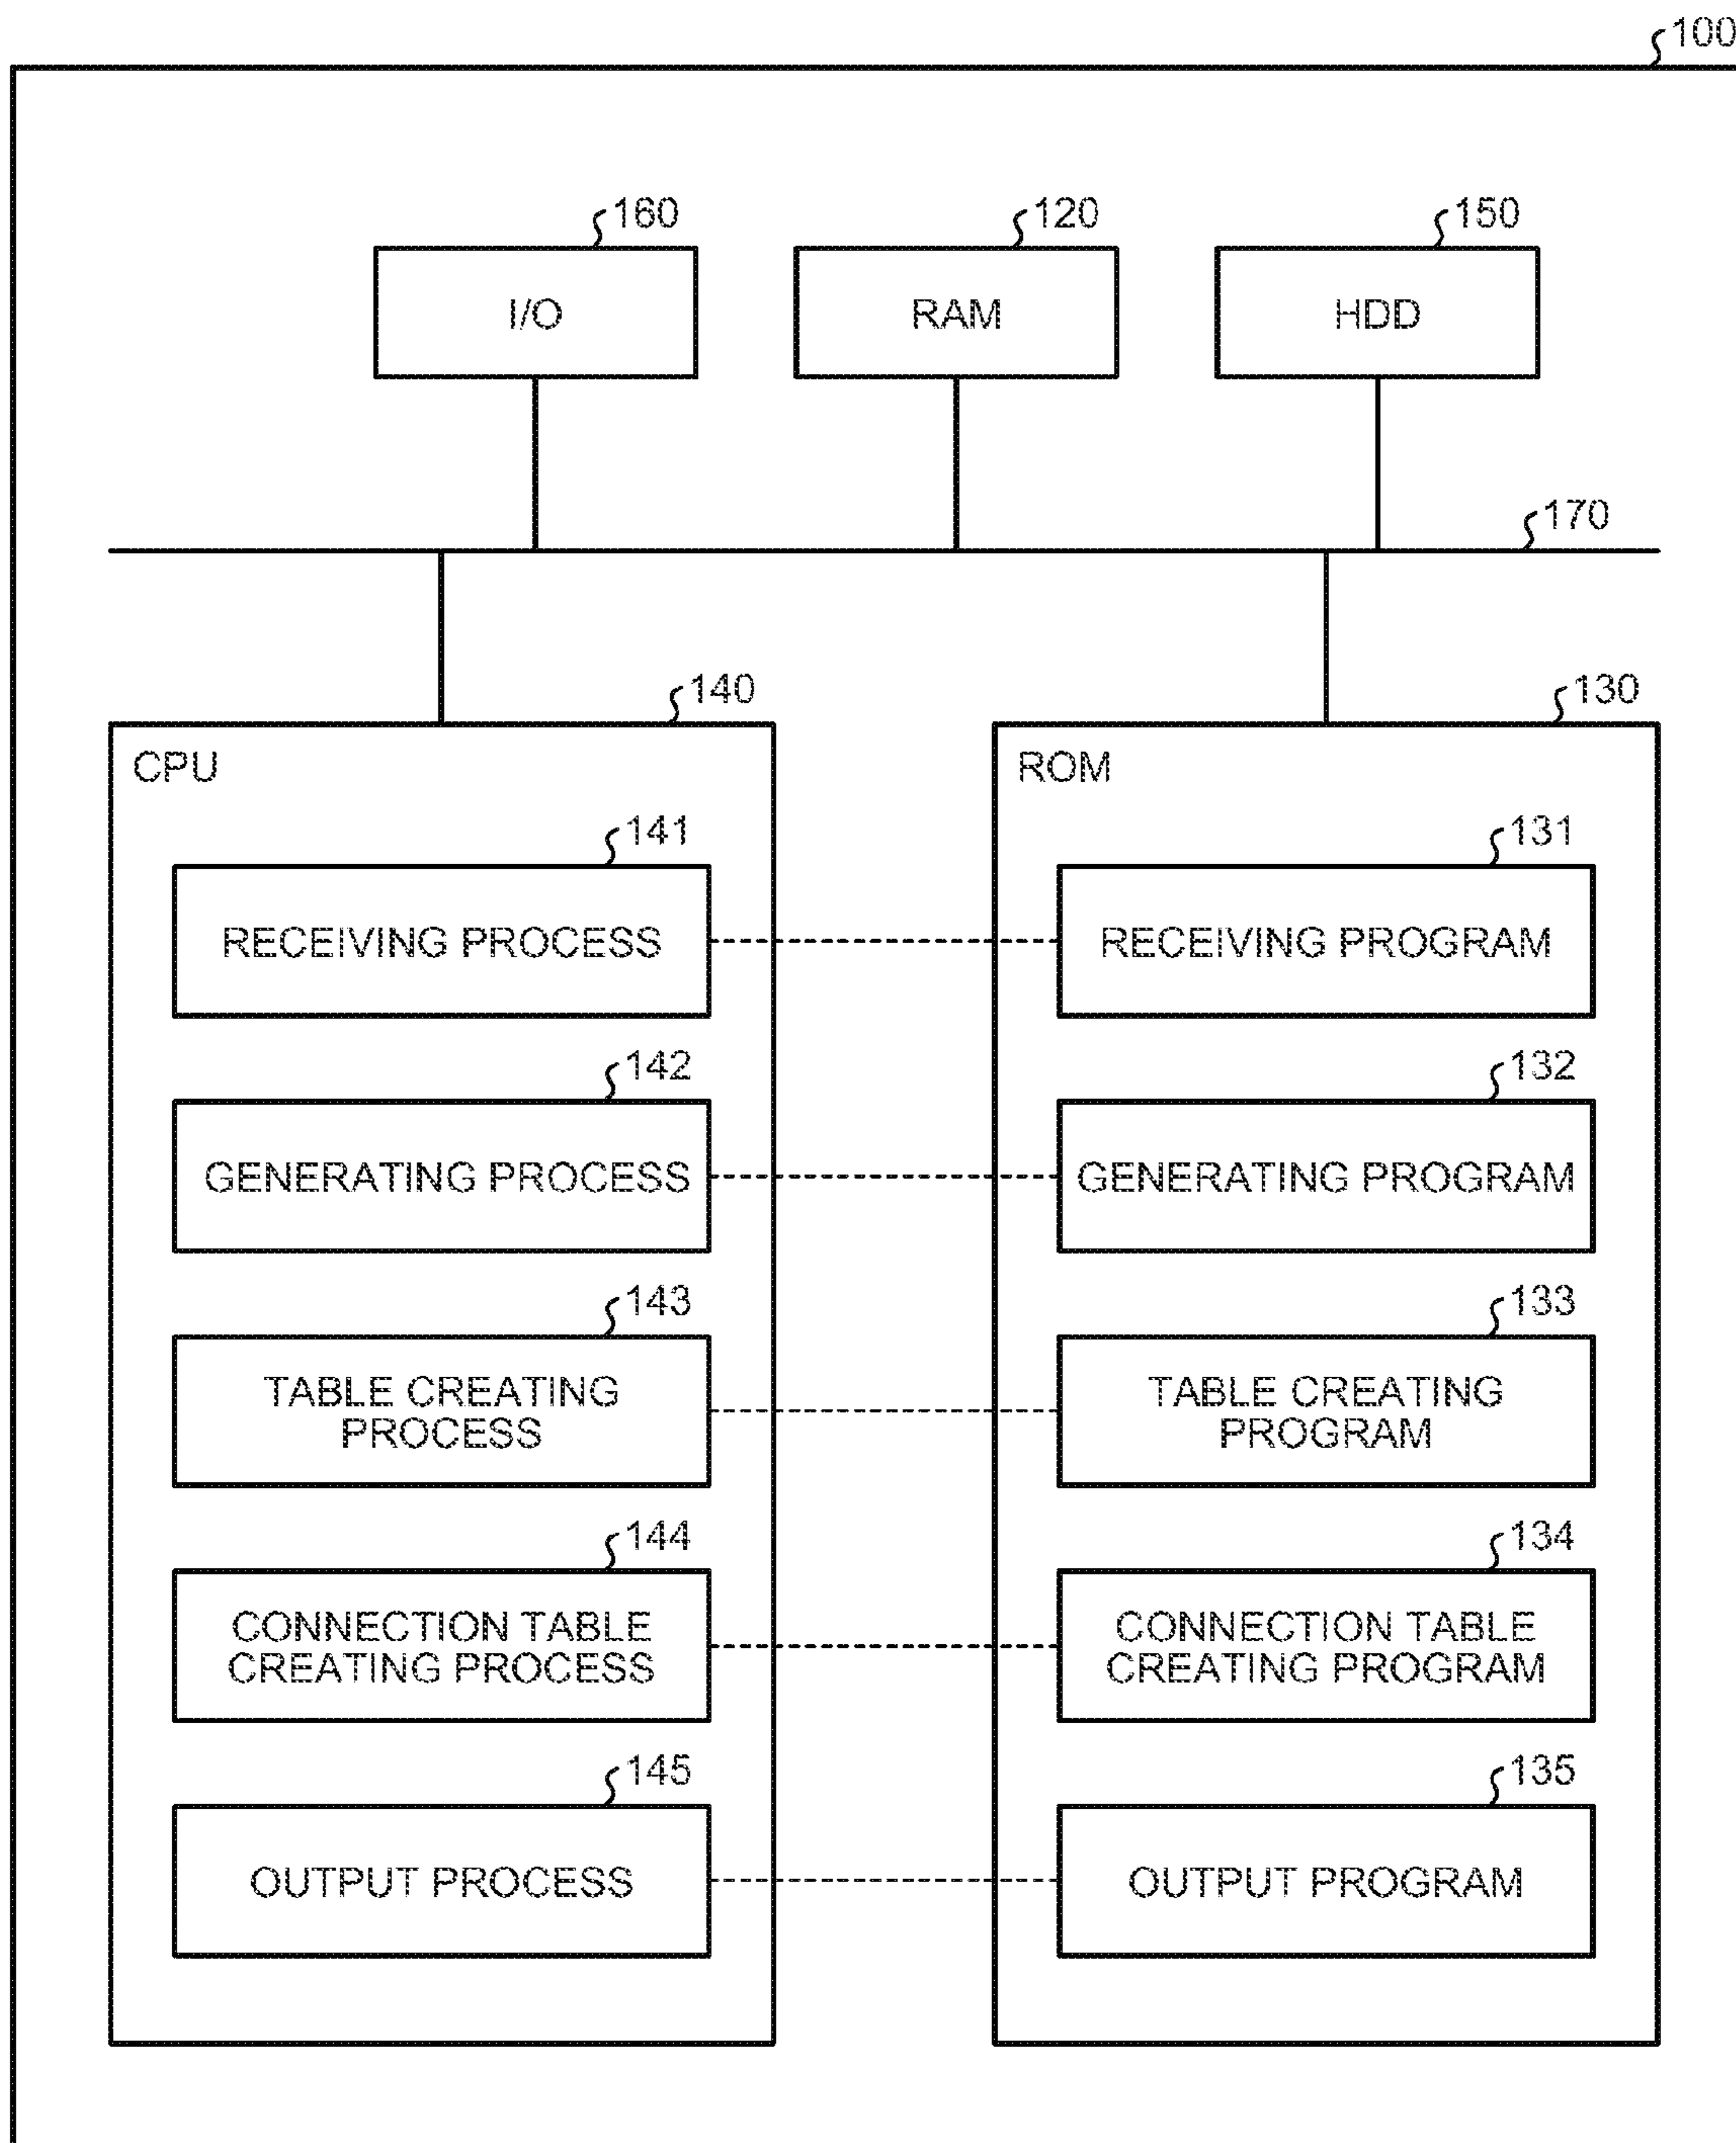 100
160
120
150
I/O
RAM
HDD
170
140
130
CPU
ROM
141
131
RECEIVING PROCESS
RECEIVING PROGRAM
142
132
GENERATING PROCESS
GENERATING PROGRAM
143
133
TABLE CREATING
PROCESS
TABLE CREATING
PROGRAM
144
134
CONNECTION TABLE
CREATING PROCESS
CONNECTION TABLE
CREATING PROGRAM
145
135
OUTPUT PROCESS
OUTPUT PROGRAM